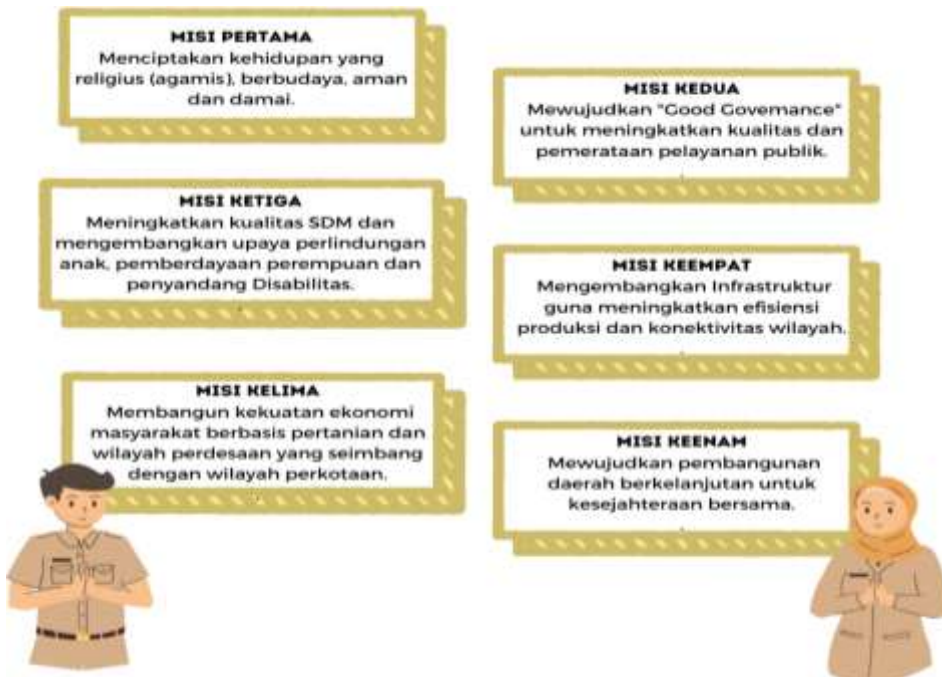 MISI PERTAMA
Menciptakan kehidupan yang
religius (agamis), berbudaya, aman
dan damai.
MISI KEDUA
Mewujudkan "Good Governance"
untuk meningkatkan kualitas dan
pemerataan pelayanan publik.
MISI KETIGA
Meningkatkan kualitas SDM dan
mengembangkan upaya perlindungan
anak, pemberdayaan perempuan dan
penyandang Disabilitas.
MISI KEEMPAT
Mengembangkan Infrastruktur
guna meningkatkan efisiensi
produksi dan konektivitas wilayah.
MISI KELIMA
Membangun kekuatan ekonomi
masyarakat berbasis pertanian dan
wilayah perdesaan yang seimbang
dengan wilayah perkotaan.
MISI KEENAM
Mewujudkan pembangunan
daerah berkelanjutan untuk
kesejahteraan bersama.